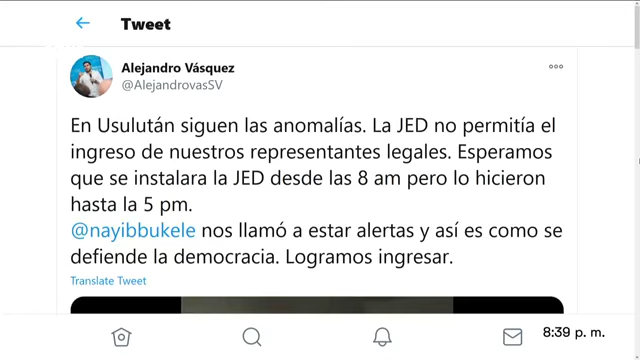 Tweet
Alejandro Vásquez
@AlejandrovasSV
En Usulután siguen las anomalías. La JED no permitía el
ingreso de nuestros representantes legales. Esperamos
que se instalara la JED desde las 8 am pero lo hicieron
hasta la 5 pm.
@nayibbukele nos llamó a estar alertas y así es como se
defiende la democracia. Logramos ingresar.
Translate Tweet
8:39 p. m.